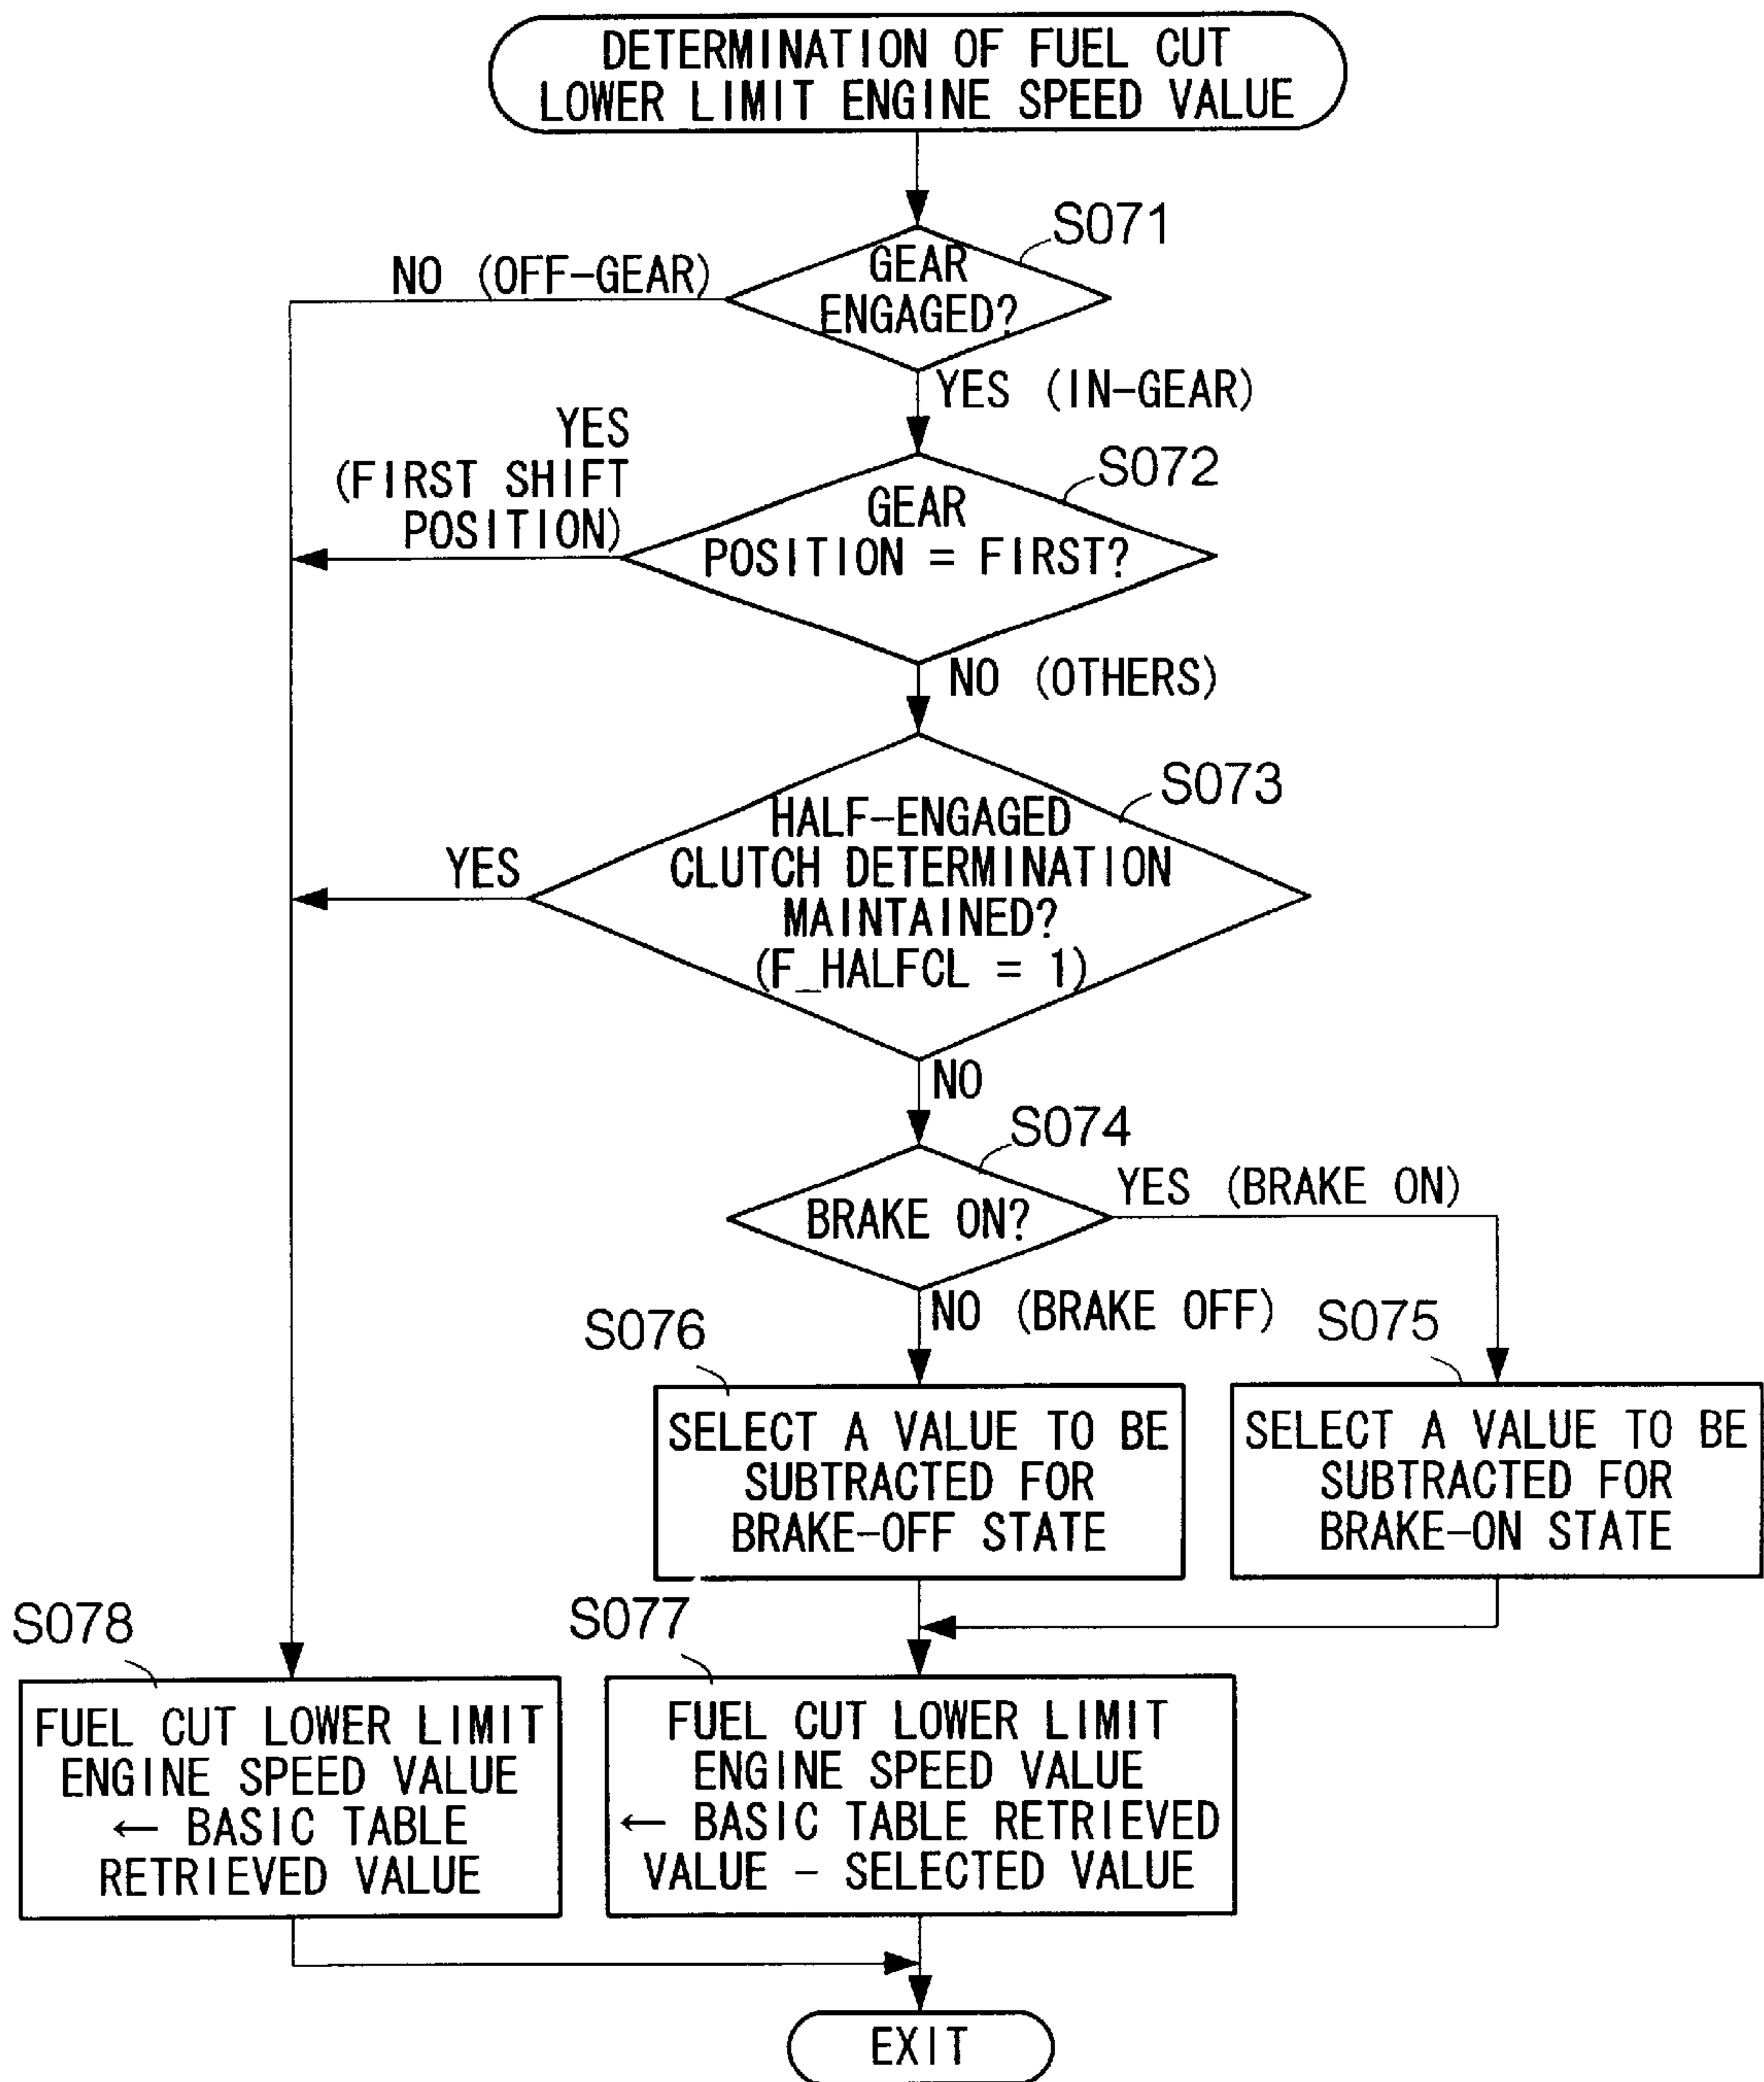 DETERMINATION OF FUEL CUT
LOWER LIMIT ENGINE SPEED VALUE
S071
NO (OFF-GEAR)
GEAR
ENGAGED?
YES (IN-GEAR)
YES
(FIRST SHIFT
POSITION)
S072
GEAR
POSITION = FIRST?
NO (OTHERS)
S073
HALF-ENGAGED
CLUTCH DETERMINATION
MAINTAINED?
(F_HALFCL = 1)
YES
NO
S074
YES (BRAKE ON)
BRAKE ON?
NO (BRAKE OFF)
S076
S075
SELECT A VALUE TO BE
SUBTRACTED FOR
BRAKE-OFF STATE
SELECT A VALUE TO BE
SUBTRACTED FOR
BRAKE-ON STATE
S078
S077
FUEL CUT LOWER LIMIT
ENGINE SPEED VALUE
← BASIC TABLE
RETRIEVED VALUE
FUEL CUT LOWER LIMIT
ENGINE SPEED VALUE
← BASIC TABLE RETRIEVED
VALUE - SELECTED VALUE
EXIT